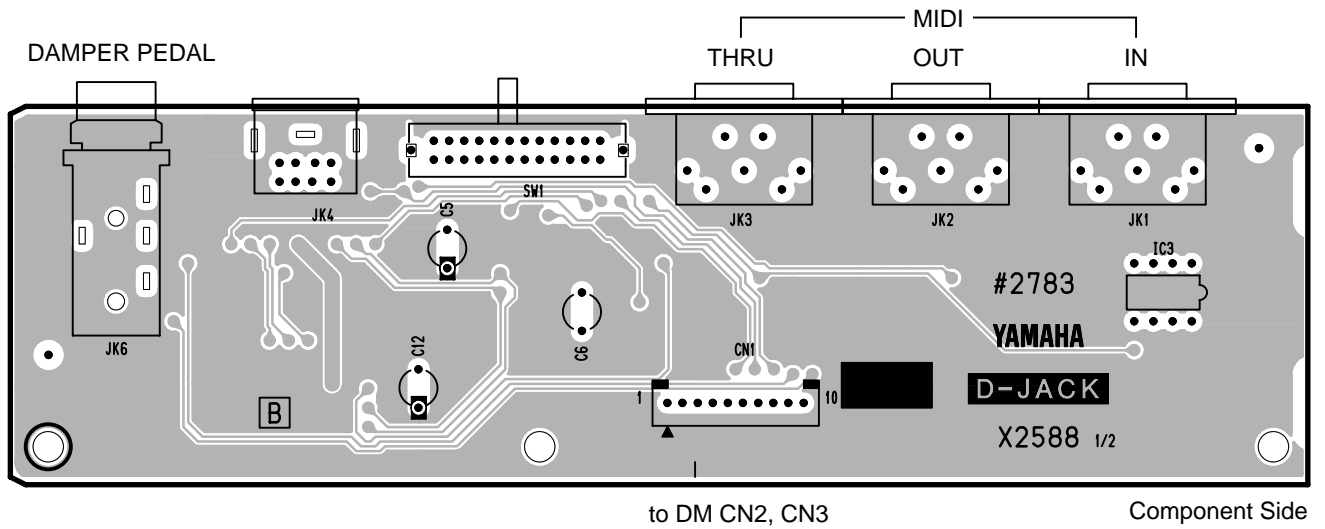 MIDI
DAMPER PEDAL
THRU
OUT
IN
SW1
JK4
C5
JK3
JK2
JK1
IC3
#2783
YAMAHA
JK6
C12
C6
CN1
1
10
D-JACK
B
X2588 1/2
to DM CN2, CN3
Component Side